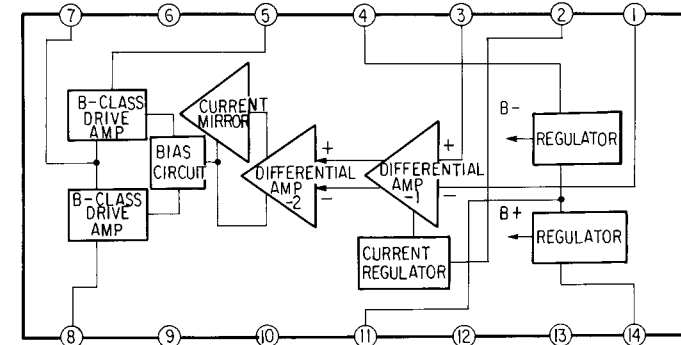 7 6 5 4 3 2 1
B-CLASS
DRIVE
AMP
CURRENT
MIRROR
BIAS
CIRCUIT
B-CLASS
DRIVE
AMP
+
DIFFERENTIAL
AMP
-2
-
+
DIFFERENTIAL
AMP
-1
-
CURRENT
REGULATOR
B-
REGULATOR
B+
REGULATOR
8 9 10 11 12 13 14